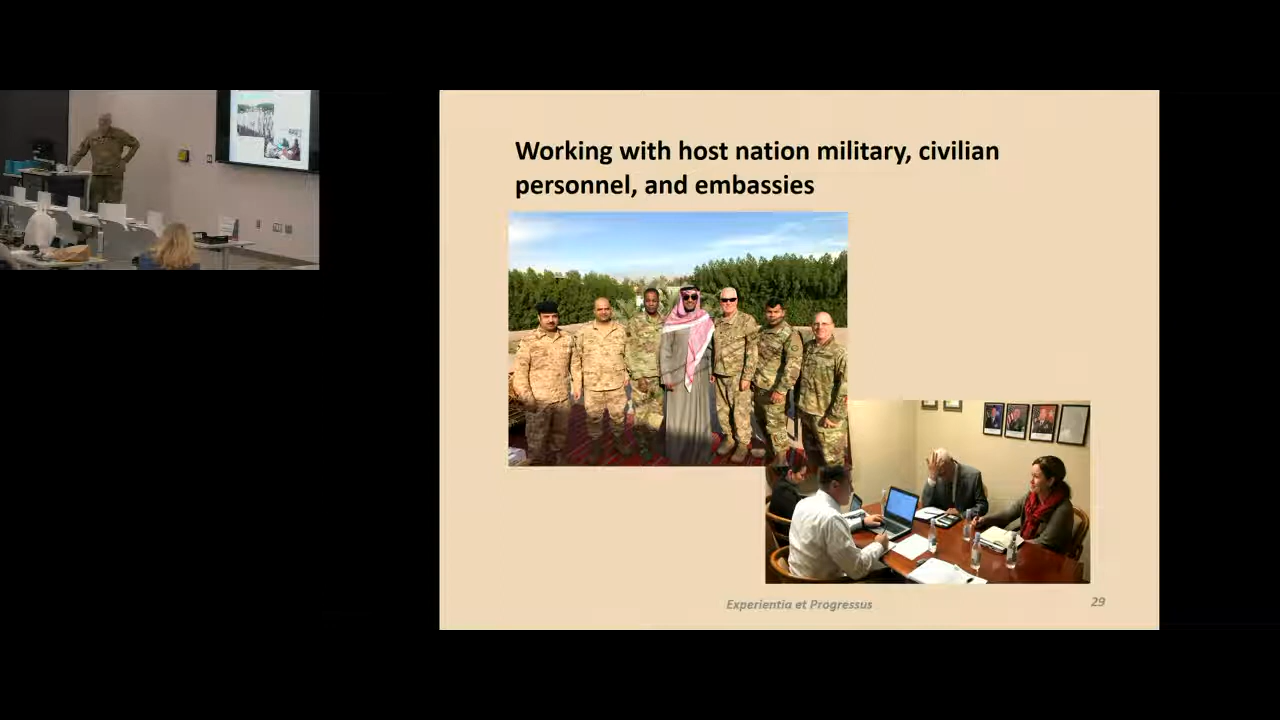 Working with host nation military, civilian
personnel, and embassies
Experientia et Progressus
29